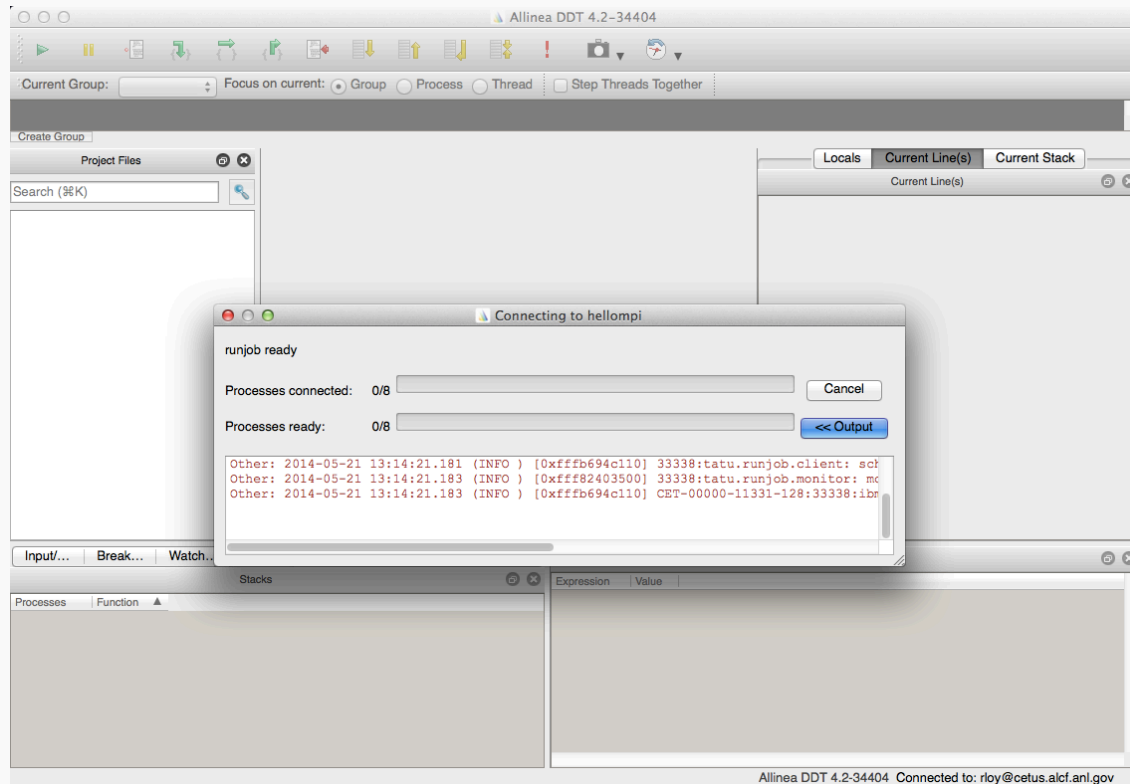 Allinea DDT 4.2-34404
Current Group: Focus on current: Group Process Thread Step Threads Together
Create Group
Project Files
Search (⌘K)
Locals Current Line(s) Current Stack
Current Line(s)
Connecting to hellompi
runjob ready
Processes connected: 0/8 Cancel
Processes ready: 0/8 << Output
Other: 2014-05-21 13:14:21.181 (INFO ) [0xfffb694c110] 33338:tatu.runjob.client: sch
Other: 2014-05-21 13:14:21.183 (INFO ) [0xfff82403500] 33338:tatu.runjob.monitor: mo
Other: 2014-05-21 13:14:21.183 (INFO ) [0xfffb694c110] CET-00000-11331-128:33338:ibm
Input/... Break... Watch..
Stacks
Processes Function
Expression Value
Allinea DDT 4.2-34404 Connected to: rloy@cetus.alcf.anl.gov